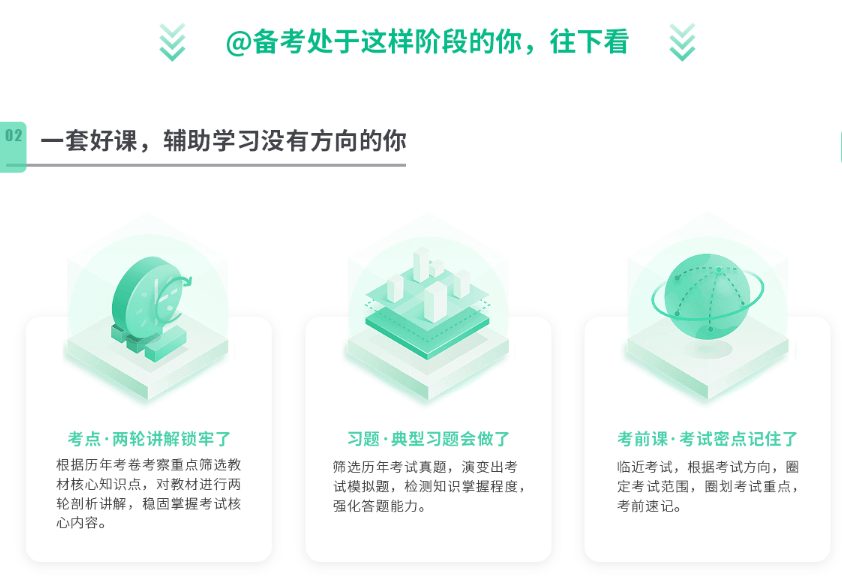 @备考处于这样阶段的你，往下看
02
一套好课，辅助学习没有方向的你
考点·两轮讲解锁牢了
根据历年考卷考察重点筛选教
材核心知识点，对教材进行两
轮剖析讲解，稳固掌握考试核
心内容。
习题·典型习题会做了
筛选历年考试真题，演变出考
试模拟题，检测知识掌握程度，
强化答题能力。
考前课·考试密点记住了
临近考试，根据考试方向，圈
定考试范围，圈划考试重点，
考前速记。